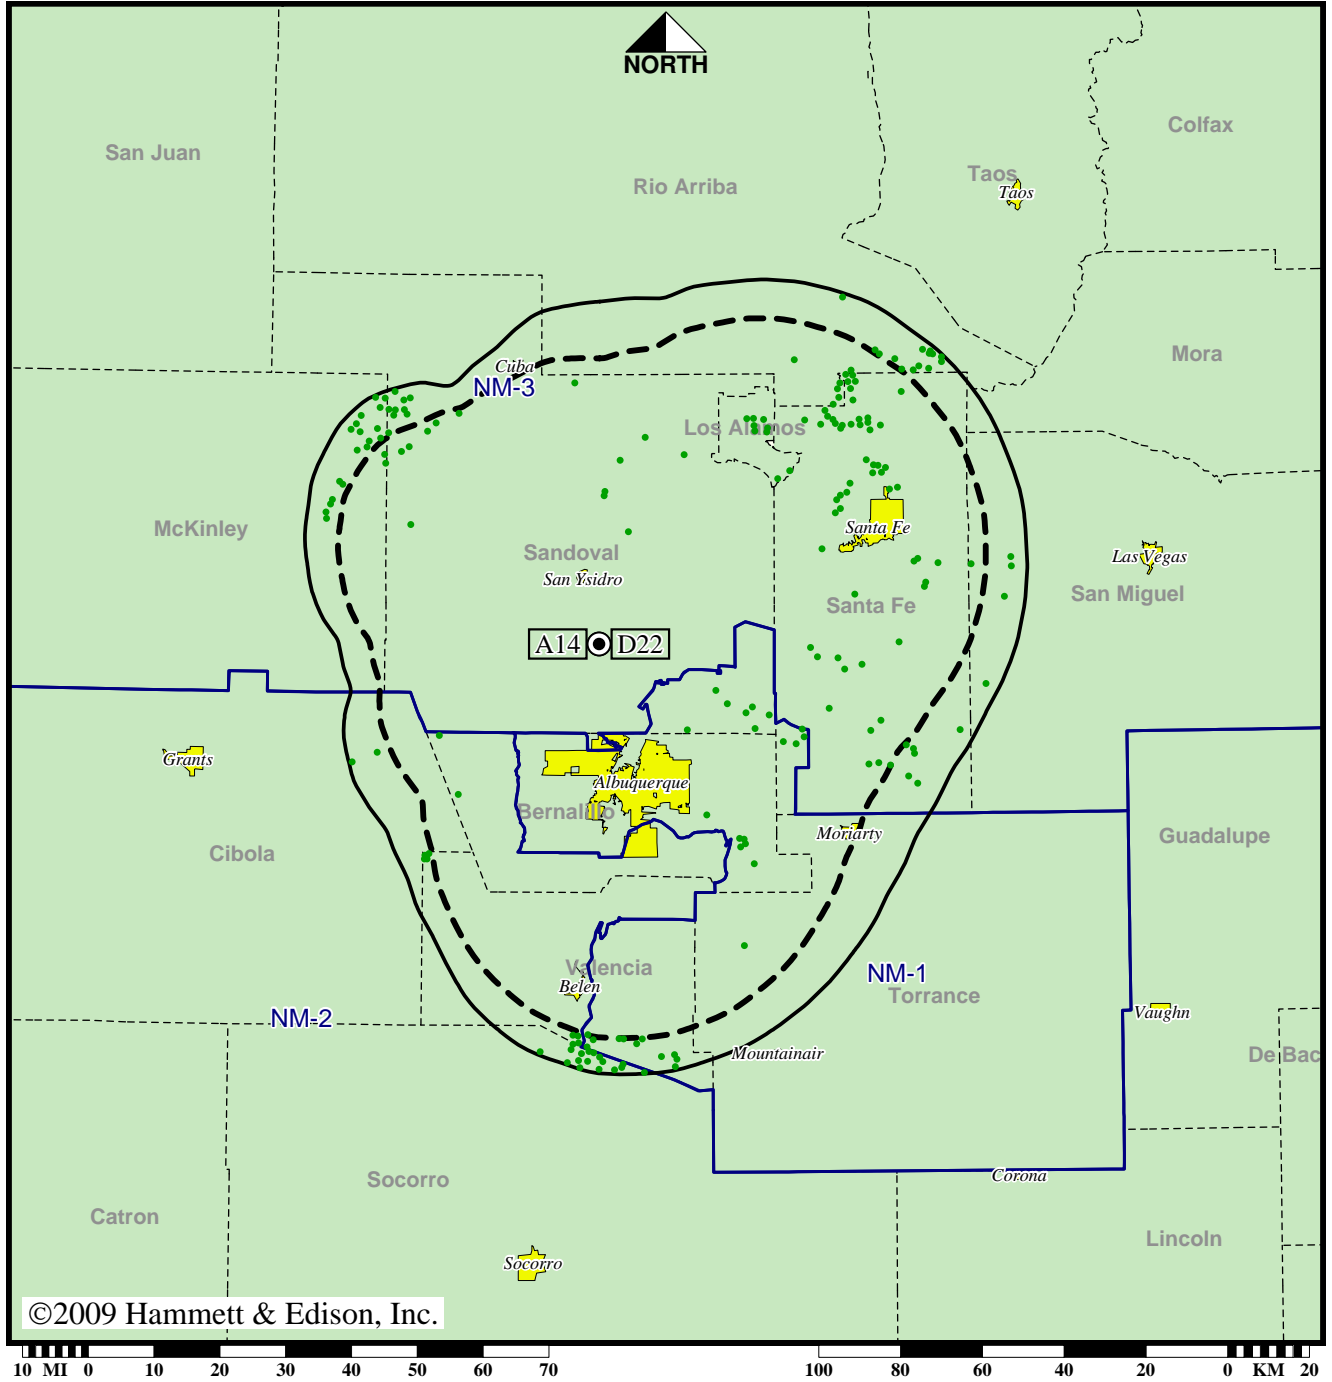 NORTH
Colfax
San Juan
Taos
Rio Arriba
Taos
Mora
Cuba
NM-3
Los Alamos
McKinley
Santa Fe
Sandoval
Las Vegas
San Ysidro
San Miguel
Santa Fe
A14 D22
Grants
Albuquerque
Bernalillo
Moriarty
Guadalupe
Cibola
Valencia
NM-1
Belen
Torrance
NM-2
Vaughn
Mountainair
De Bac
Socorro
Corona
Catron
Lincoln
Socorro
©2009 Hammett & Edison, Inc.
10 MI 0 10 20 30 40 50 60 70 100 80 60 40 20 0 KM 20